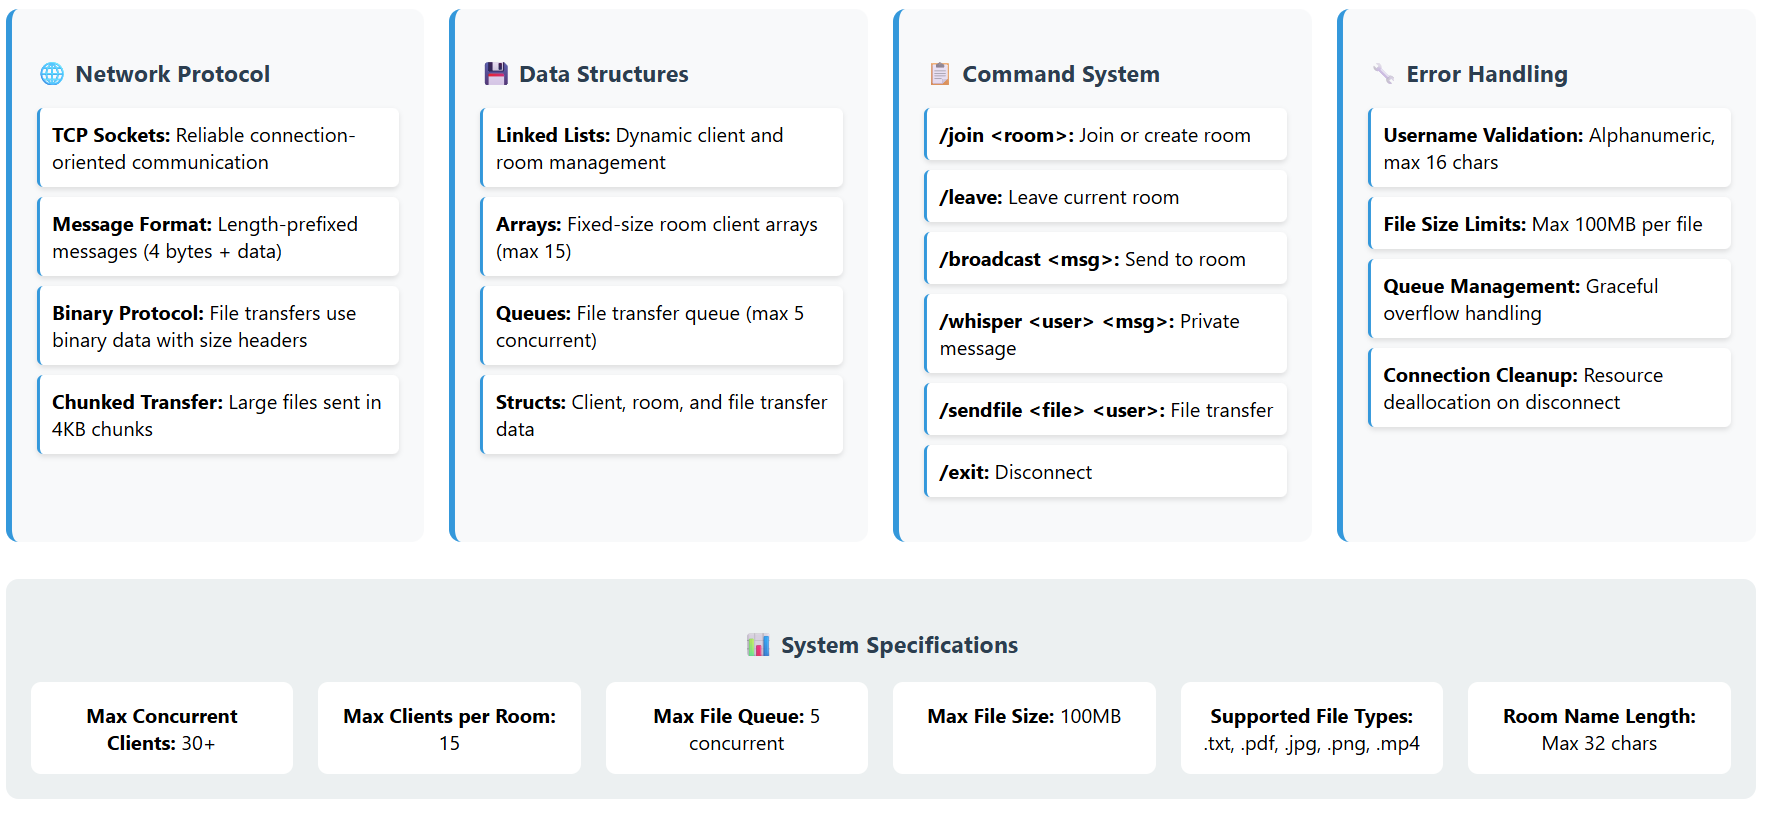 Network Protocol
TCP Sockets: Reliable connection-
oriented communication
Message Format: Length-prefixed
messages (4 bytes + data)
Binary Protocol: File transfers use
binary data with size headers
Chunked Transfer: Large files sent in
4KB chunks
Data Structures
Linked Lists: Dynamic client and
room management
Arrays: Fixed-size room client arrays
(max 15)
Queues: File transfer queue (max 5
concurrent)
Structs: Client, room, and file transfer
data
Command System
/join <room>: Join or create room
/leave: Leave current room
/broadcast <msg>: Send to room
/whisper <user> <msg>: Private
message
/sendfile <file> <user>: File transfer
/exit: Disconnect
Error Handling
Username Validation: Alphanumeric,
max 16 chars
File Size Limits: Max 100MB per file
Queue Management: Graceful
overflow handling
Connection Cleanup: Resource
deallocation on disconnect
System Specifications
Max Concurrent
Clients: 30+
Max Clients per Room:
15
Max File Queue: 5
concurrent
Max File Size: 100MB
Supported File Types:
.txt, .pdf, .jpg, .png, .mp4
Room Name Length:
Max 32 chars